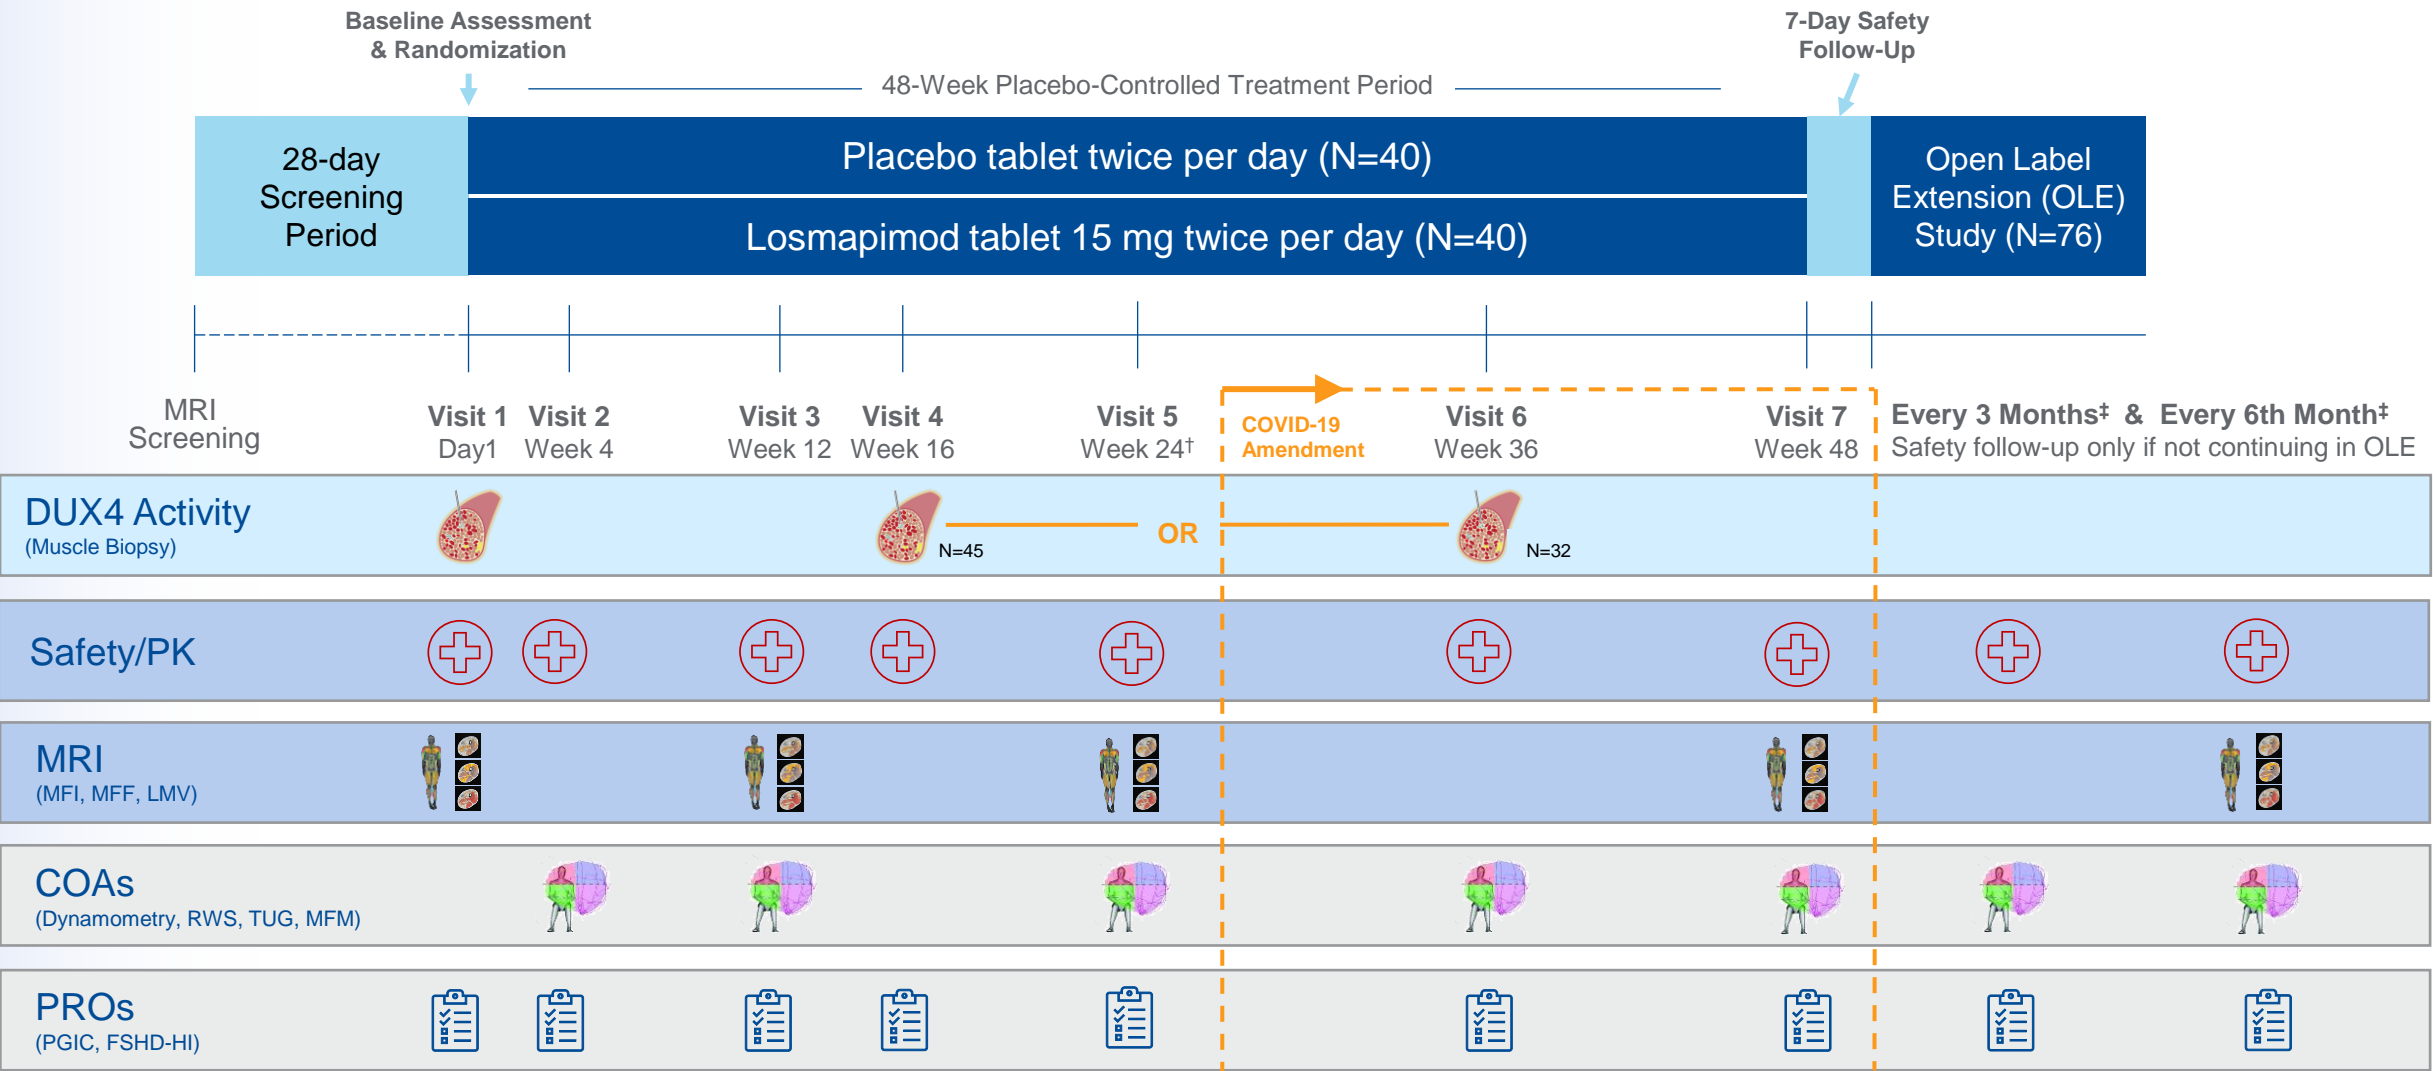 Baseline Assessment
& Randomization
7-Day Safety
Follow-Up
48-Week Placebo-Controlled Treatment Period
28-day
Screening
Period
Placebo tablet twice per day (N=40)
Losmapimod tablet 15 mg twice per day (N=40)
Open Label
Extension (OLE)
Study (N=76)
MRI
Screening
Visit 1
Day1
Visit 2
Week 4
Visit 3
Week 12
Visit 4
Week 16
Visit 5
Week 24†
COVID-19
Amendment
Visit 6
Week 36
Visit 7
Week 48
Every 3 Months‡ & Every 6th Month‡
Safety follow-up only if not continuing in OLE
DUX4 Activity
(Muscle Biopsy)
N=45
OR
N=32
Safety/PK
MRI
(MFI, MFF, LMV)
COAs
(Dynamometry, RWS, TUG, MFM)
PROs
(PGIC, FSHD-HI)